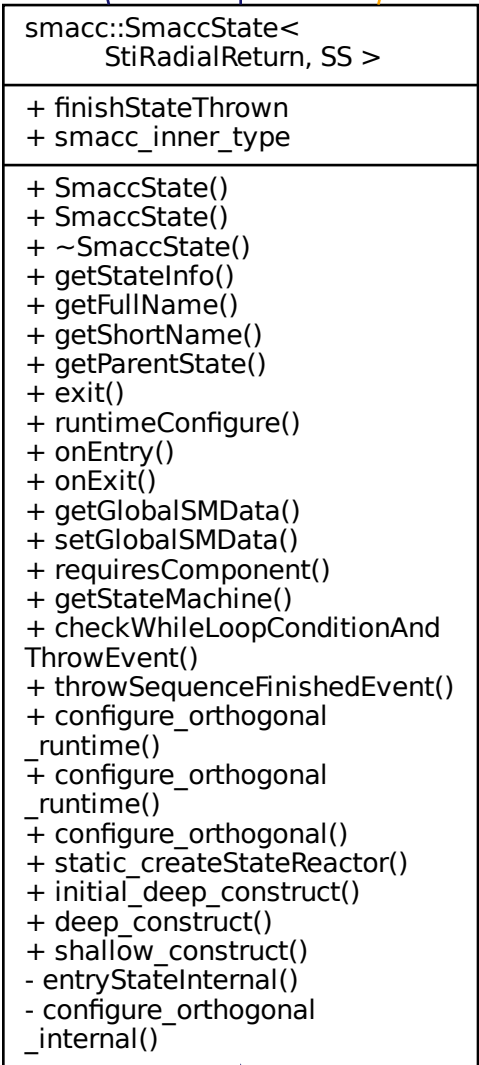 smacc::SmaccState<
StiRadialReturn, SS >
+ finishStateThrown
+ smacc_inner_type
+ SmaccState()
+ SmaccState()
+ ~SmaccState()
+ getStateInfo()
+ getFullName()
+ getShortName()
+ getParentState()
+ exit()
+ runtimeConfigure()
+ onEntry()
+ onExit()
+ getGlobalSMData()
+ setGlobalSMData()
+ requiresComponent()
+ getStateMachine()
+ checkWhileLoopConditionAnd
ThrowEvent()
+ throwSequenceFinishedEvent()
+ configure_orthogonal
_runtime()
+ configure_orthogonal
_runtime()
+ configure_orthogonal()
+ static_createStateReactor()
+ initial_deep_construct()
+ deep_construct()
+ shallow_construct()
- entryStateInternal()
- configure_orthogonal
_internal()